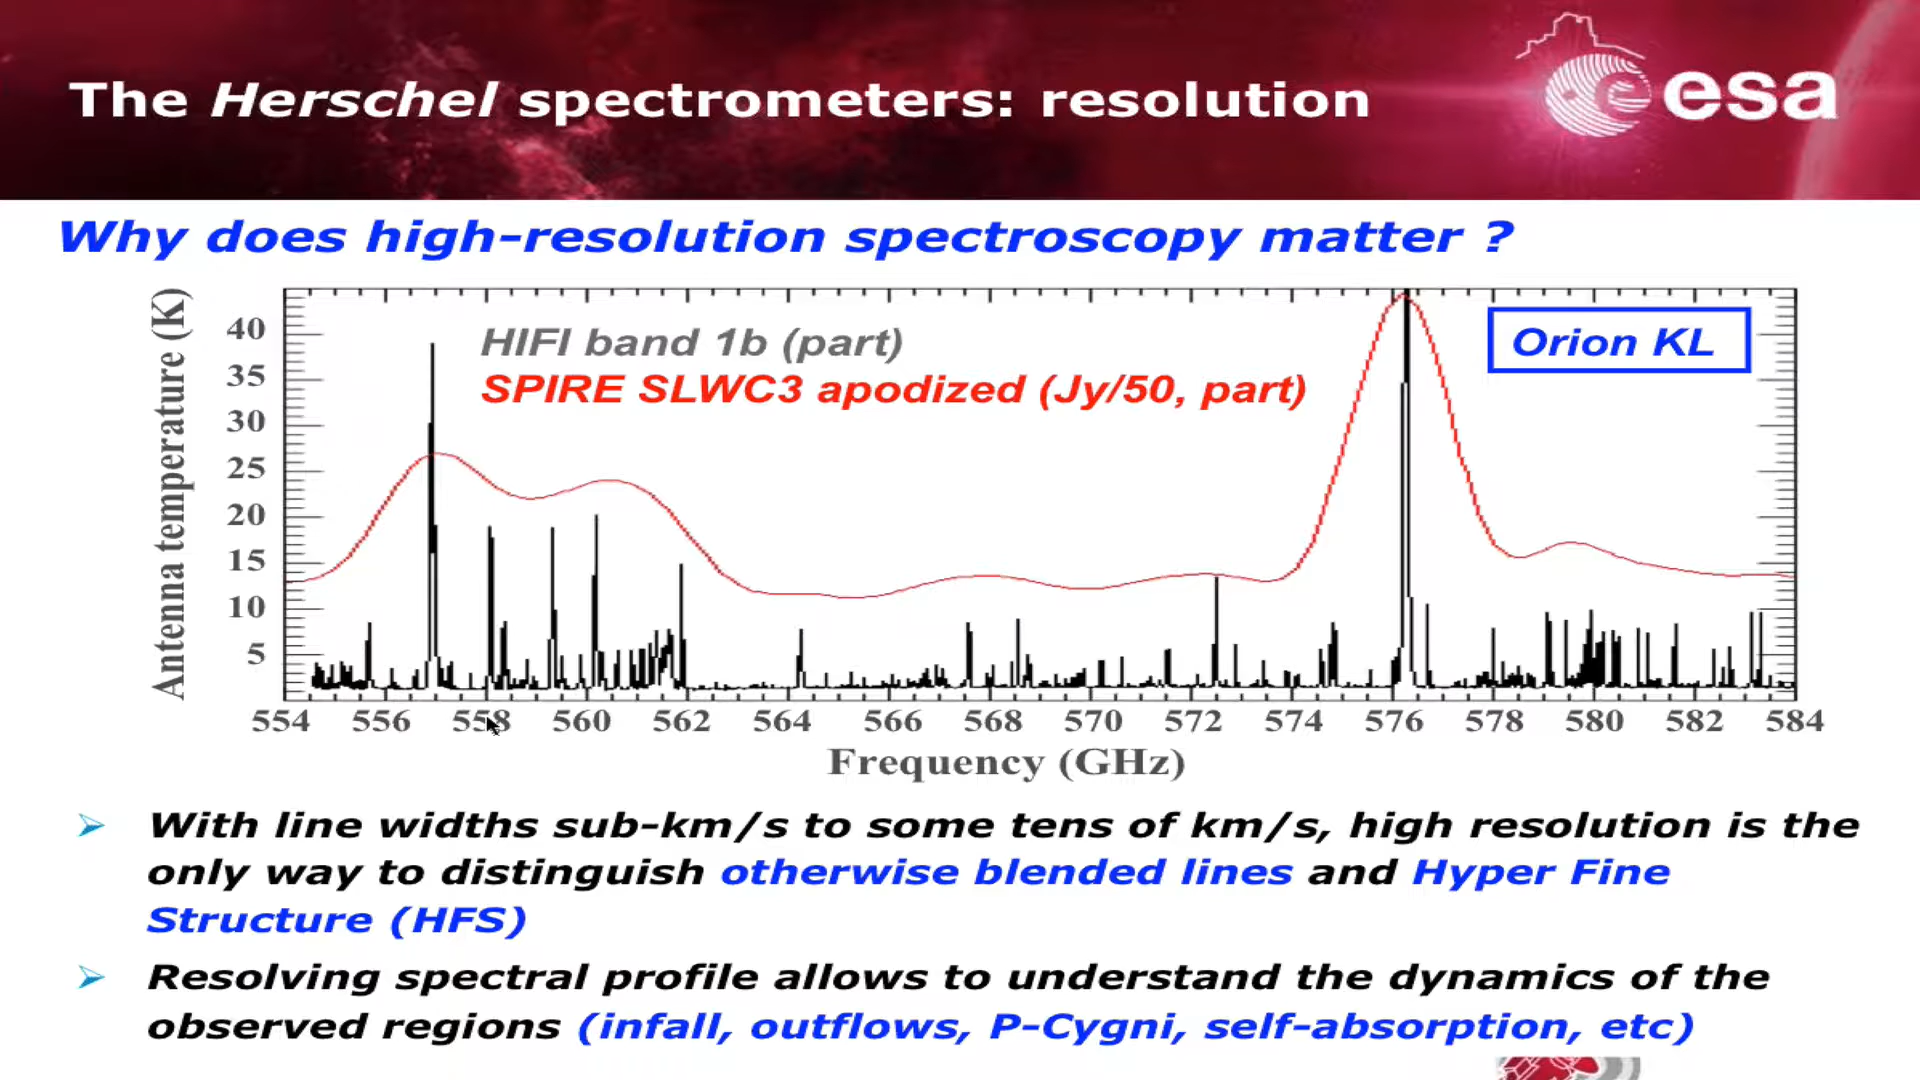 The Herschel spectrometers: resolution
esa
Why does high-resolution spectroscopy matter ?
Antenna temperature (K)
40
35
30
25
20
15
10
5
HIFI band 1b (part)
SPIRE SLWC3 apodized (Jy/50, part)
Orion KL
554 556 558 560 562 564 566 568 570 572 574 576 578 580 582 584
Frequency (GHz)
With line widths sub-km/s to some tens of km/s, high resolution is the
only way to distinguish otherwise blended lines and Hyper Fine
Structure (HFS)
Resolving spectral profile allows to understand the dynamics of the
observed regions (infall, outflows, P-Cygni, self-absorption, etc)